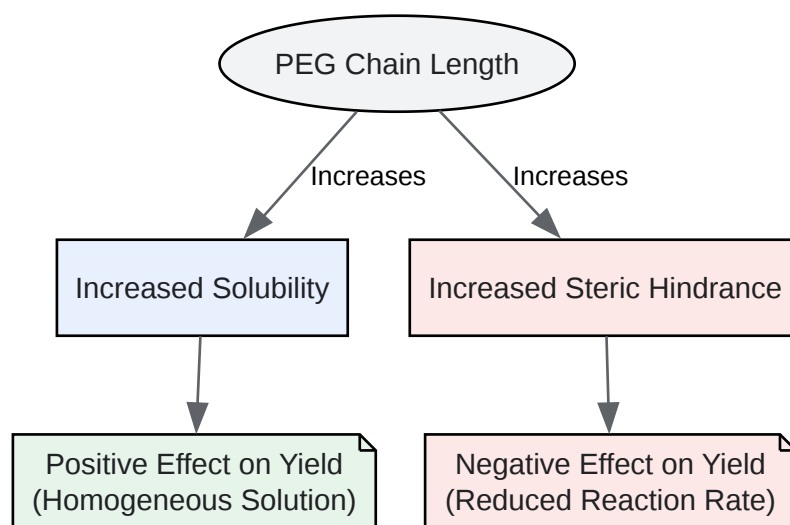 PEG Chain Length
Increases
Increases
Increased Solubility
Increased Steric Hindrance
Positive Effect on Yield
(Homogeneous Solution)
Negative Effect on Yield
(Reduced Reaction Rate)